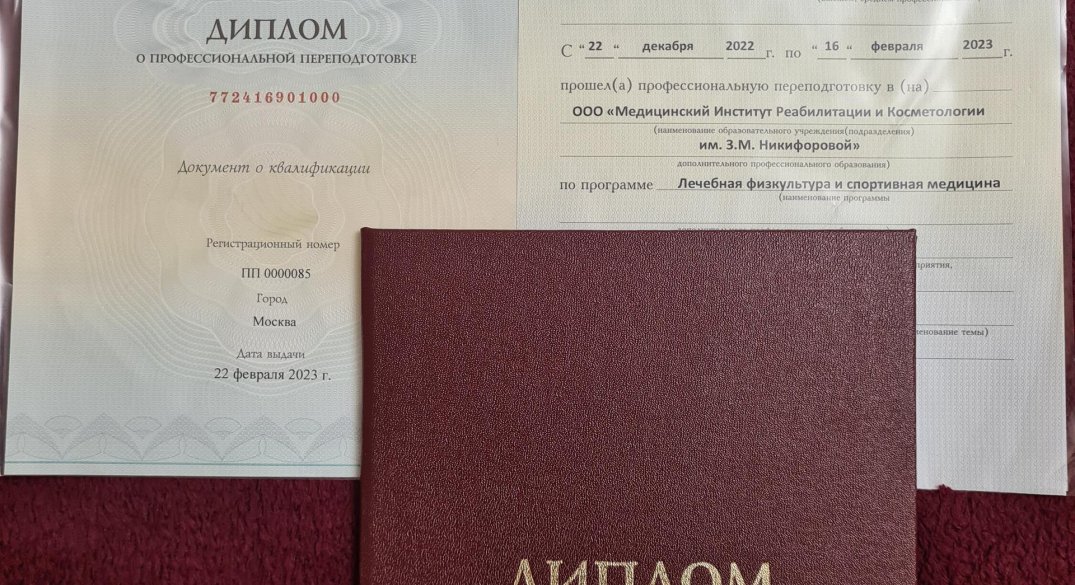 ДИПЛОМ
О ПРОФЕССИОНАЛЬНОЙ ПЕРЕПОДГОТОВКЕ
772416901000
Документ о квалификации
Регистрационный номер
ПП 0000085
Город
Москва
Дата выдачи
22 февраля 2023 г.
С “ 22 “ декабря 2022 г. по “ 16 “ февраля 2023 г.
прошел(а) профессиональную переподготовку в (на)
ООО «Медицинский Институт Реабилитации и Косметологии
(наименование образовательного учреждения(подразделения)
им. З.М. Никифоровой»
дополнительного профессионального образования)
по программе Лечебная физкультура и спортивная медицина
(наименование программы
ДИПЛОМ